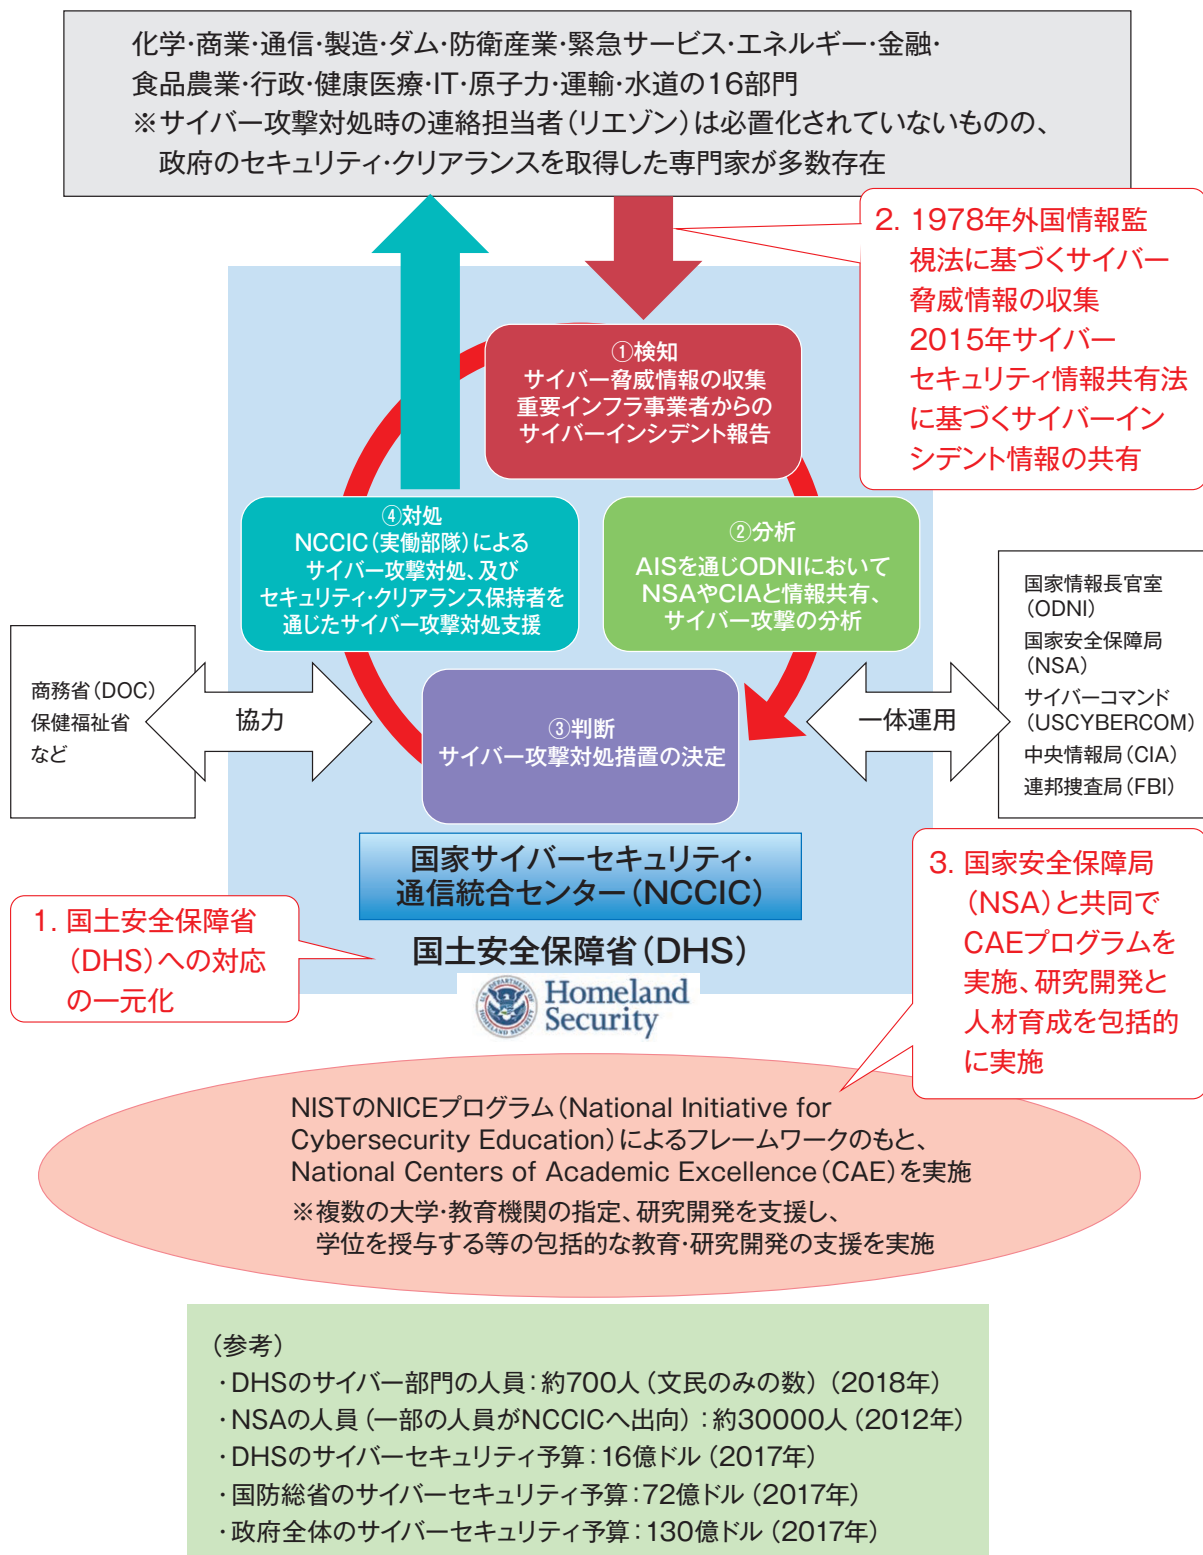 化学・商業・通信・製造・ダム・防衛産業・緊急サービス・エネルギー・金融・
食品農業・行政・健康医療・IT・原子力・運輸・水道の16部門
※サイバー攻撃対処時の連絡担当者（リエゾン）は必置化されていないものの、
政府のセキュリティ・クリアランスを取得した専門家が多数存在
2. 1978年外国情報監
視法に基づくサイバー
脅威情報の収集
2015年サイバー
セキュリティ情報共有法
に基づくサイバーイン
シデント情報の共有
①検知
サイバー脅威情報の収集
重要インフラ事業者からの
サイバーインシデント報告
④対処
NCCIC（実働部隊）による
サイバー攻撃対処、及び
セキュリティ・クリアランス保持者を
通じたサイバー攻撃対処支援
②分析
AISを通じODNIにおいて
NSAやCIAと情報共有、
サイバー攻撃の分析
国家情報長官室
（ODNI）
国家安全保障局
（NSA）
サイバーコマンド
（USCYBERCOM）
中央情報局（CIA）
連邦捜査局（FBI）
商務省（DOC）
保健福祉省
など
協力
③判断
サイバー攻撃対処措置の決定
一体運用
国家サイバーセキュリティ・
通信統合センター（NCCIC）
3. 国家安全保障局
（NSA）と共同で
CAEプログラムを
実施、研究開発と
人材育成を包括的
に実施
1. 国土安全保障省
（DHS）への対応
の一元化
国土安全保障省（DHS）
U.S. DEPARTMENT OF
HOMELAND SECURITY
Homeland
Security
NISTのNICEプログラム（National Initiative for
Cybersecurity Education）によるフレームワークのもと、
National Centers of Academic Excellence（CAE）を実施
※複数の大学・教育機関の指定、研究開発を支援し、
学位を授与する等の包括的な教育・研究開発の支援を実施
（参考）
・DHSのサイバー部門の人員：約700人（文民のみの数）（2018年）
・NSAの人員（一部の人員がNCCICへ出向）：約30000人（2012年）
・DHSのサイバーセキュリティ予算：16億ドル（2017年）
・国防総省のサイバーセキュリティ予算：72億ドル（2017年）
・政府全体のサイバーセキュリティ予算：130億ドル（2017年）